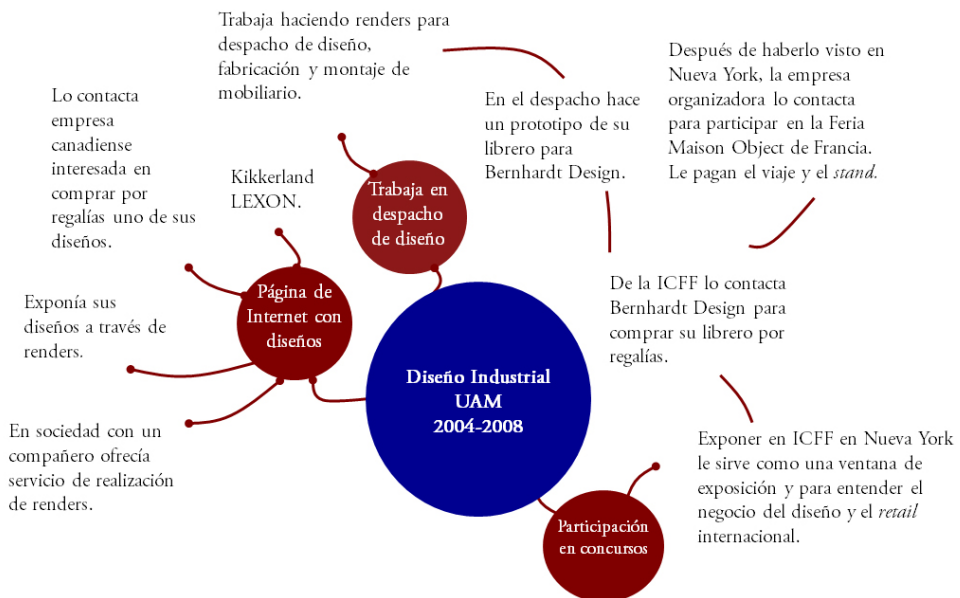 Trabaja haciendo renders para
despacho de diseño,
fabricación y montaje de
mobiliario.
Después de haberlo visto en
Nueva York, la empresa
organizadora lo contacta
para participar en la Feria
Maison Object de Francia.
Le pagan el viaje y el stand.
Lo contacta
empresa
canadiense
interesada en
comprar por
regalías uno de sus
diseños.
En el despacho hace
un prototipo de su
librero para
Bernhardt Design.
Kikkerland
LEXON.
Trabaja en
despacho
de diseño
Página de
Internet con
diseños
Exponía sus
diseños a través de
renders.
De la ICFF lo contacta
Bernhardt Design para
comprar su librero por
regalías.
Diseño Industrial
UAM
2004-2008
En sociedad con un
compañero ofrecía
servicio de realización
de renders.
Exponer en ICFF en Nueva York
le sirve como una ventana de
exposición y para entender el
negocio del diseño y el retail
internacional.
Participación
en concursos